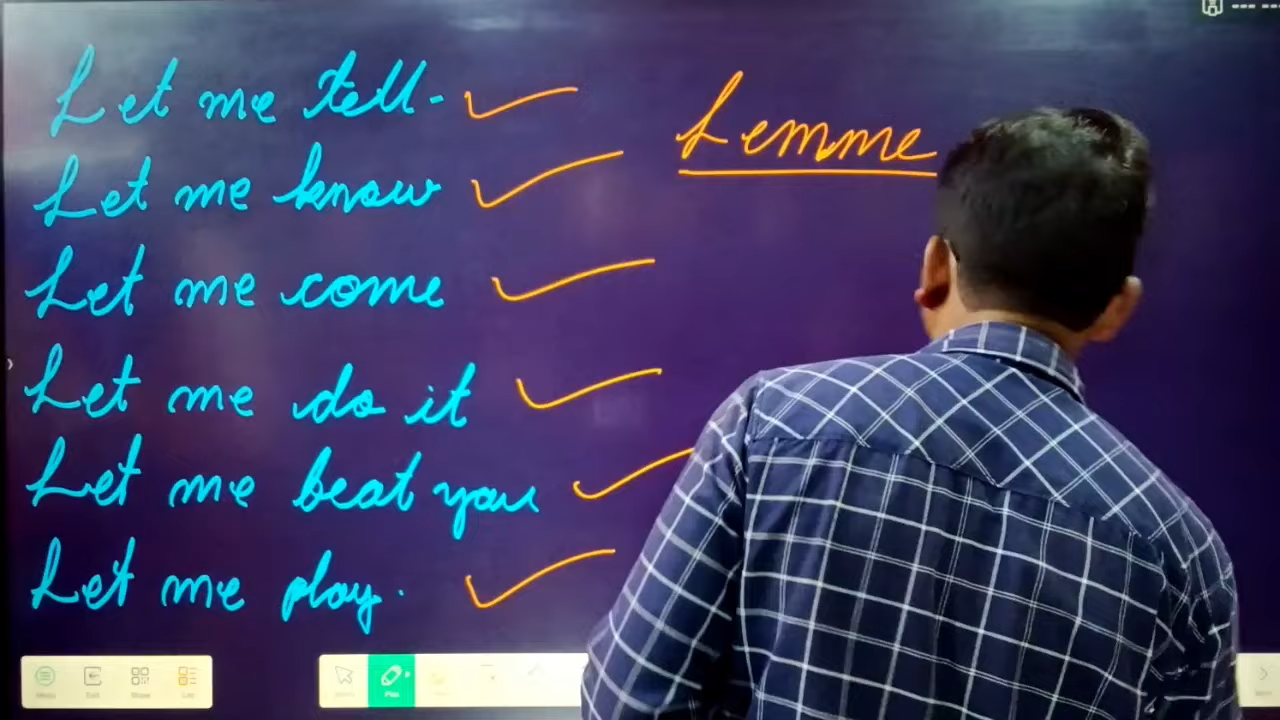 Let me tell.
Let me know
Let me come
Let me do it
Let me beat you
Let me play.
Lemme